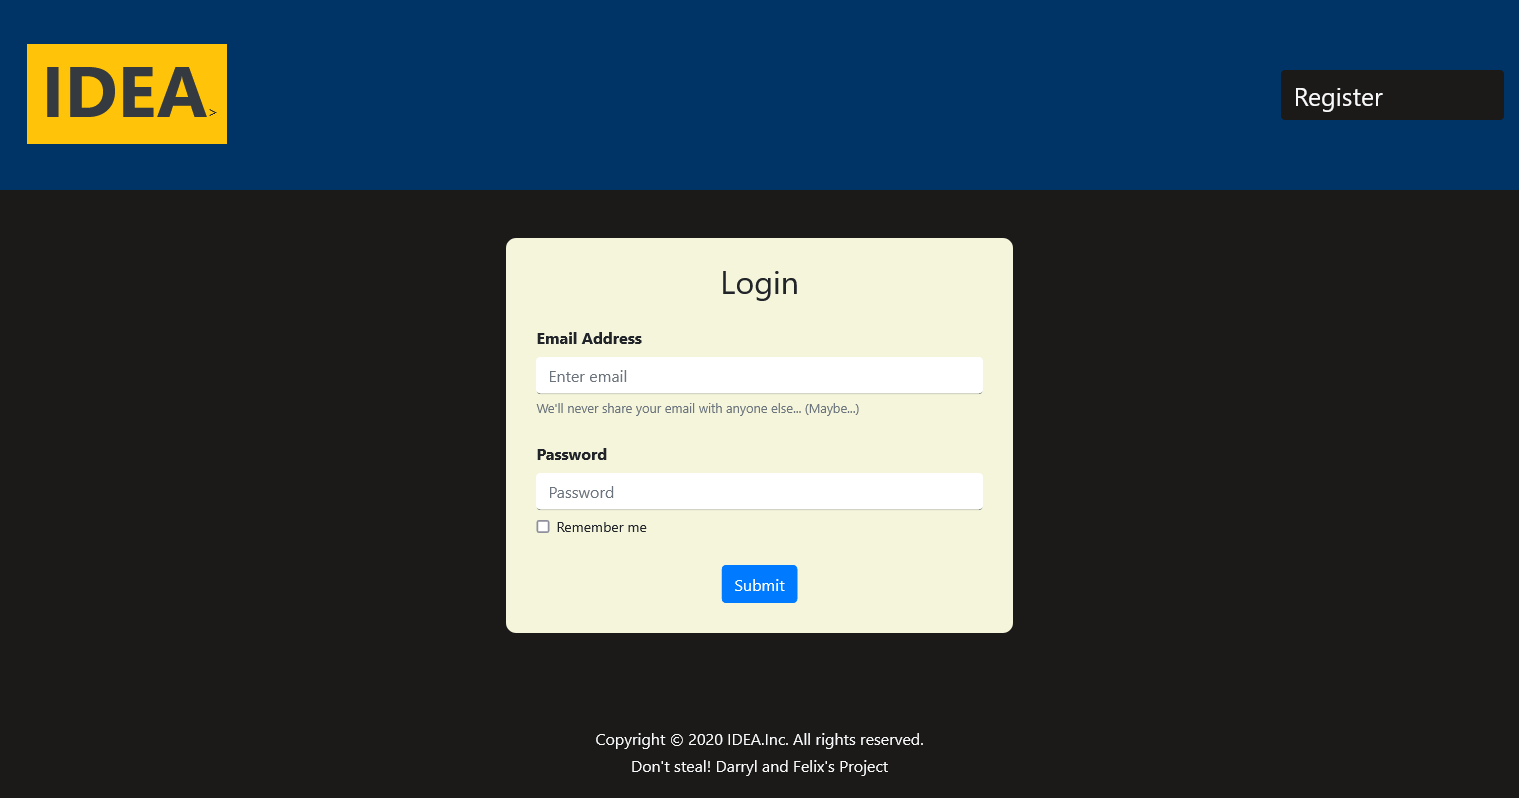 IDEA.>
Register
Login
Email Address
Enter email
We'll never share your email with anyone else... (Maybe...)
Password
Password
Remember me
Submit
Copyright © 2020 IDEA.Inc. All rights reserved.
Don't steal! Darryl and Felix's Project